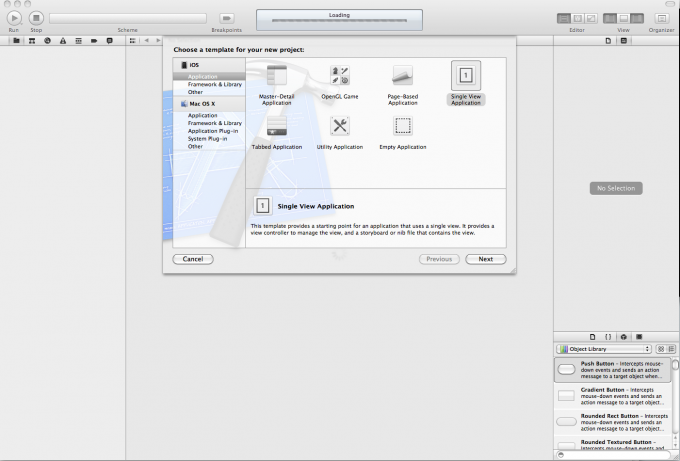 Loading
Run
Stop
Scheme
Breakpoints
Editor
View
Organizer
Choose a template for your new project:
iOS
Application
Framework & Library
Other
Mac OS X
Application
Framework & Library
Application Plug-in
System Plug-in
Other
Master-Detail
Application
OpenGL Game
Page-Based
Application
1
Single View
Application
Tabbed Application
Utility Application
Empty Application
1
Single View Application
This template provides a starting point for an application that uses a single view. It provides a
view controller to manage the view, and a storyboard or nib file that contains the view.
Cancel
Previous
Next
No Selection
{ }
Object Library
Push Button – Intercepts mouse-
down events and sends an action
message to a target object when...
Gradient Button – Intercepts
mouse-down events and sends an
action message to a target object...
Rounded Rect Button – Intercepts
mouse-down events and sends an
action message to a target object...
Rounded Textured Button –